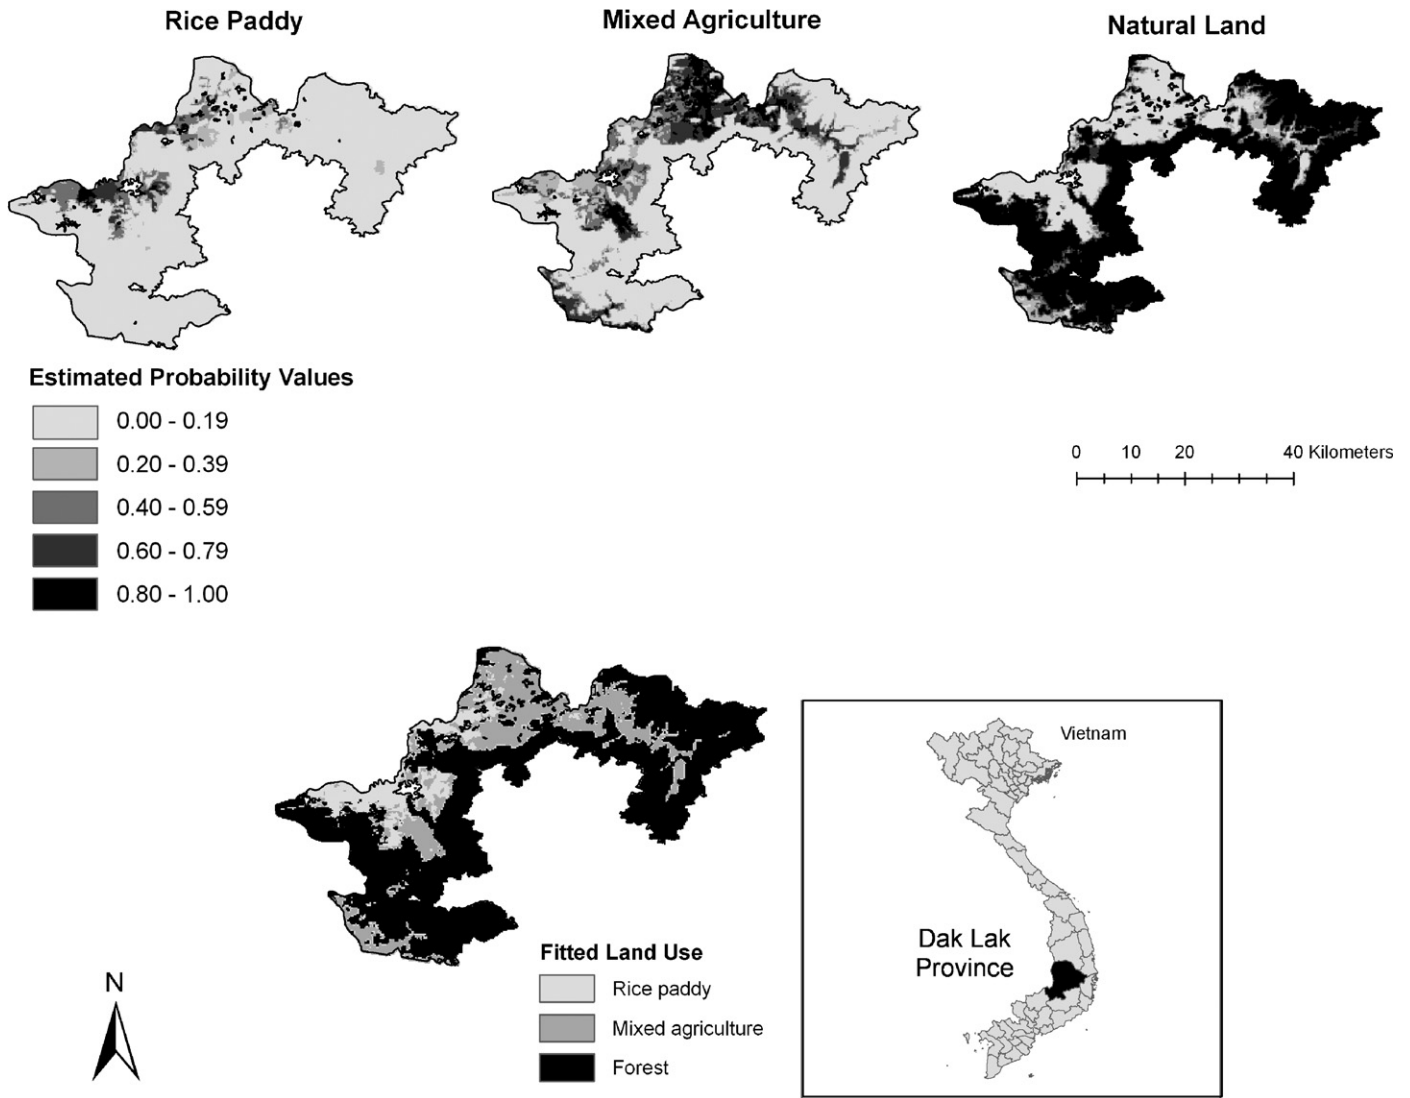 Rice Paddy
Mixed Agriculture
Natural Land
Estimated Probability Values
0.00 - 0.19
0.20 - 0.39
0.40 - 0.59
0.60 - 0.79
0.80 - 1.00
0 10 20 40 Kilometers
Vietnam
Dak Lak
Province
Fitted Land Use
Rice paddy
Mixed agriculture
Forest
N